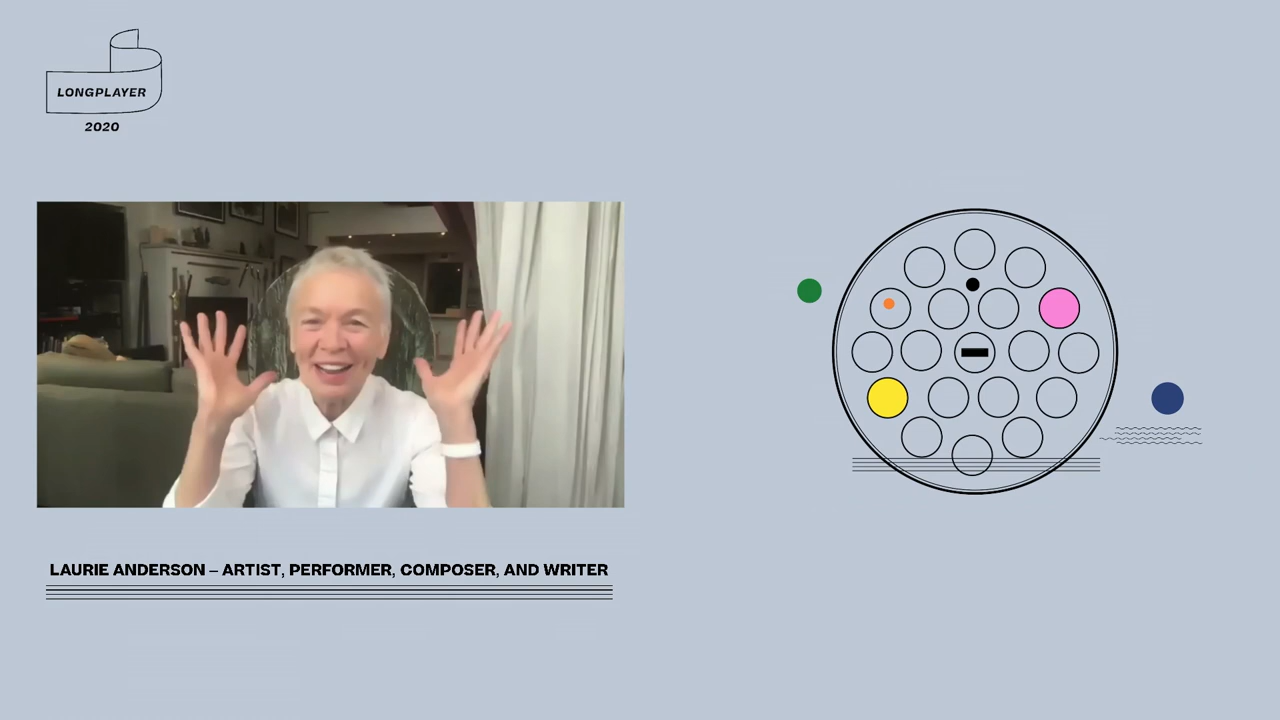 LONGPLAYER
2020
LAURIE ANDERSON – ARTIST, PERFORMER, COMPOSER, AND WRITER